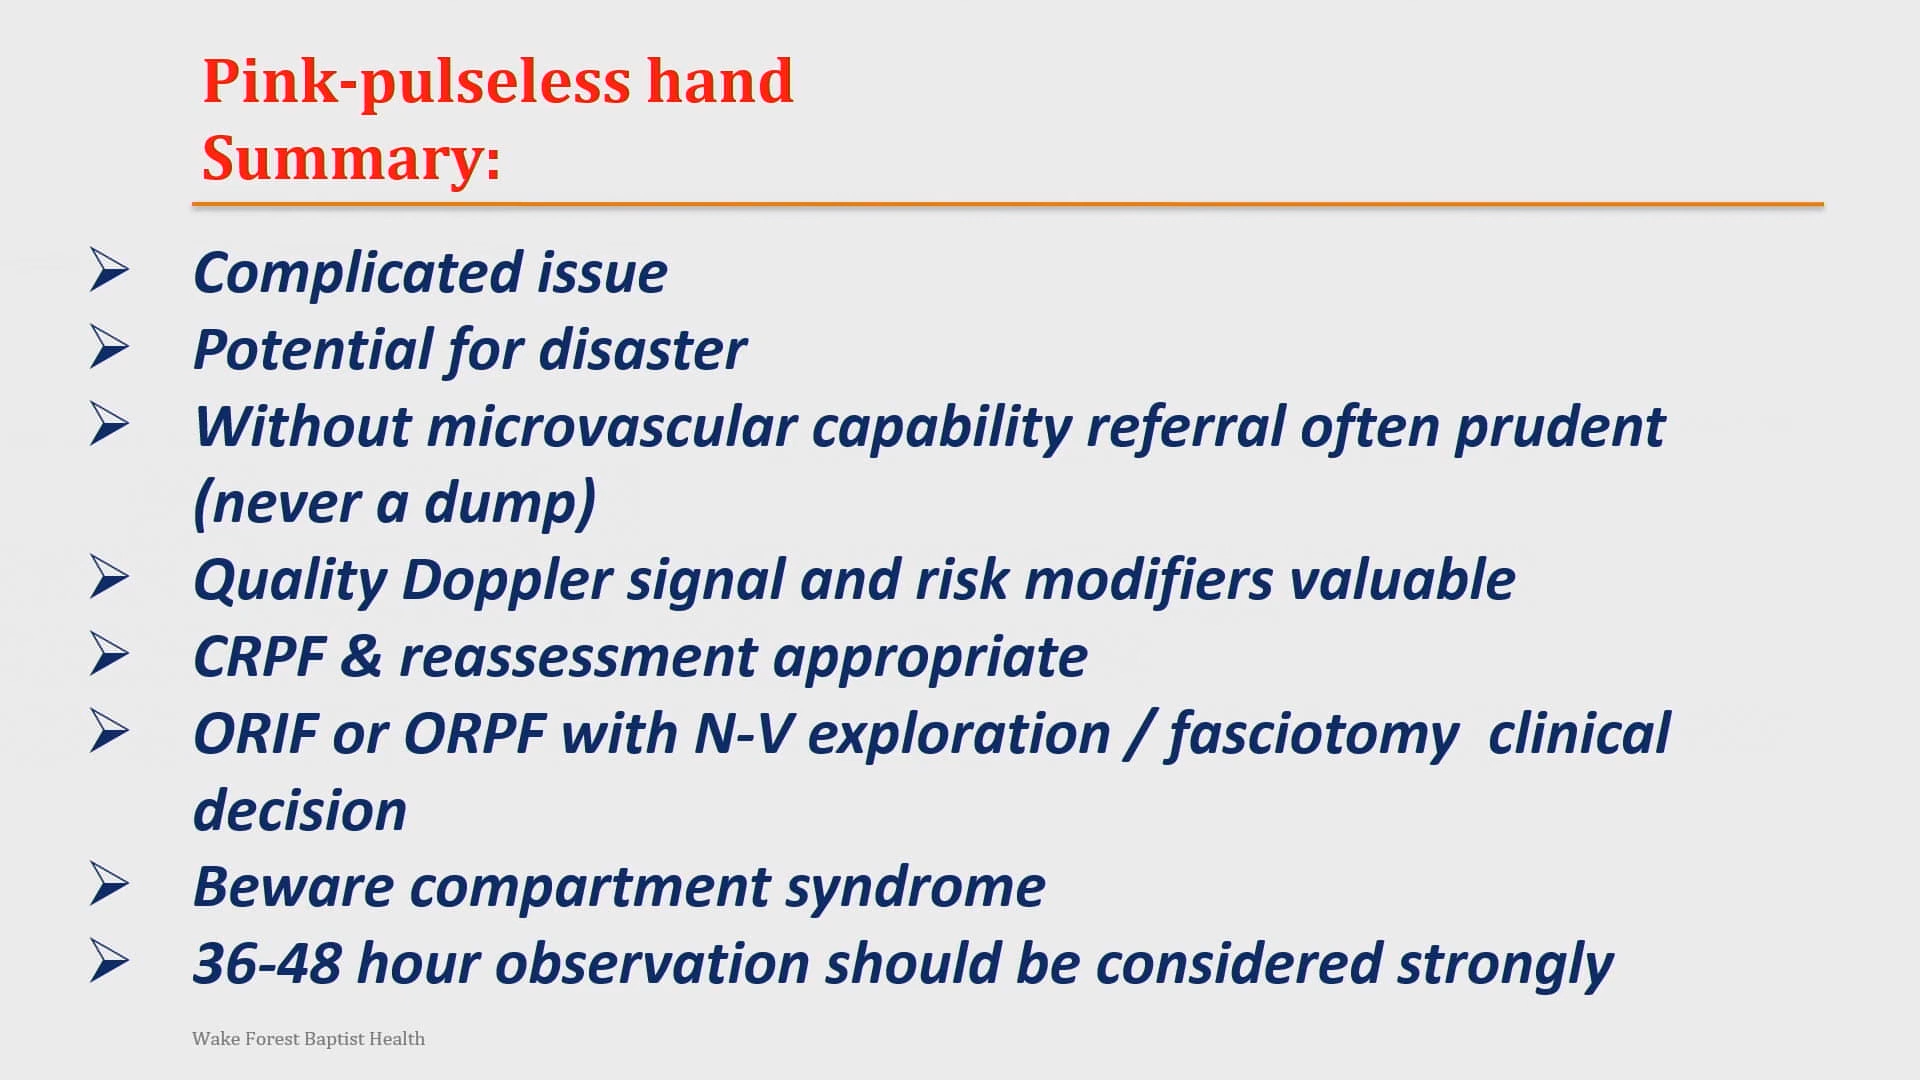 Pink-pulseless hand
Summary:
Complicated issue
Potential for disaster
Without microvascular capability referral often prudent
(never a dump)
Quality Doppler signal and risk modifiers valuable
CRPF & reassessment appropriate
ORIF or ORPF with N-V exploration / fasciotomy  clinical
decision
Beware compartment syndrome
36-48 hour observation should be considered strongly
Wake Forest Baptist Health